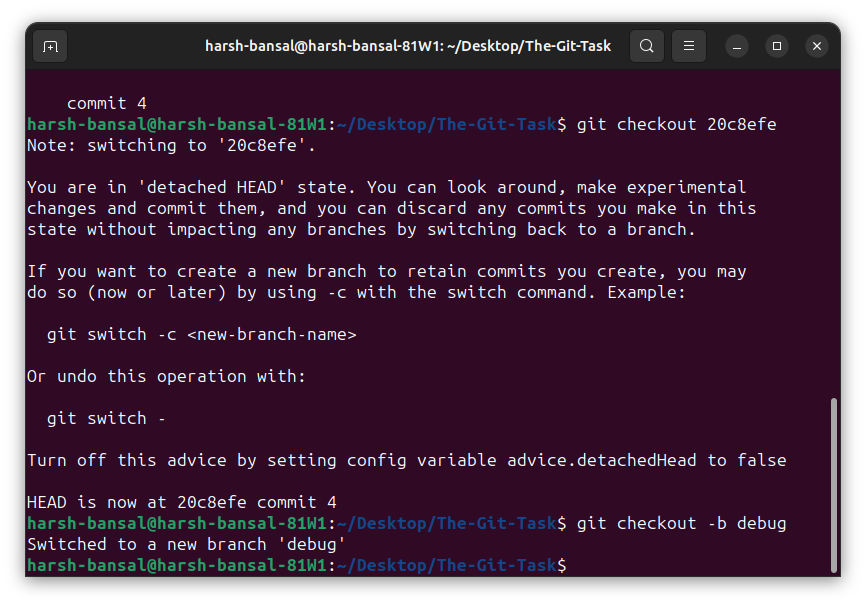 harsh-bansal@harsh-bansal-81W1: ~/Desktop/The-Git-Task
    commit 4
harsh-bansal@harsh-bansal-81W1:~/Desktop/The-Git-Task$ git checkout 20c8efe
Note: switching to '20c8efe'.

You are in 'detached HEAD' state. You can look around, make experimental
changes and commit them, and you can discard any commits you make in this
state without impacting any branches by switching back to a branch.

If you want to create a new branch to retain commits you create, you may
do so (now or later) by using -c with the switch command. Example:

  git switch -c <new-branch-name>

Or undo this operation with:

  git switch -

Turn off this advice by setting config variable advice.detachedHead to false

HEAD is now at 20c8efe commit 4
harsh-bansal@harsh-bansal-81W1:~/Desktop/The-Git-Task$ git checkout -b debug
Switched to a new branch 'debug'
harsh-bansal@harsh-bansal-81W1:~/Desktop/The-Git-Task$